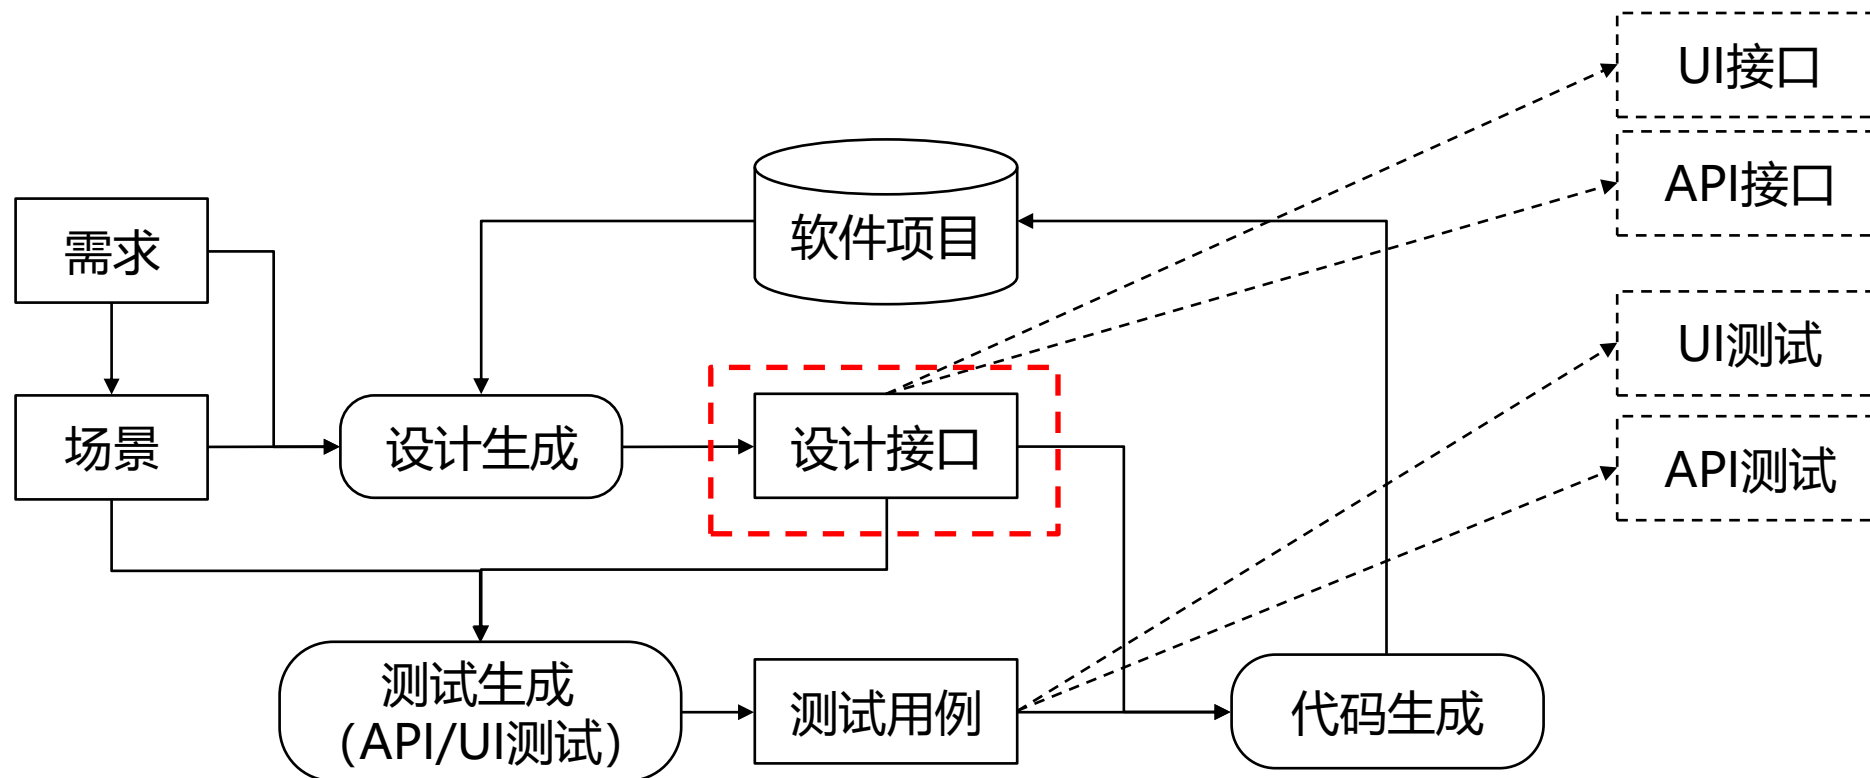 UI接口
API接口
软件项目
需求
UI测试
场景
设计生成
设计接口
API测试
测试生成
(API/UI测试)
测试用例
代码生成